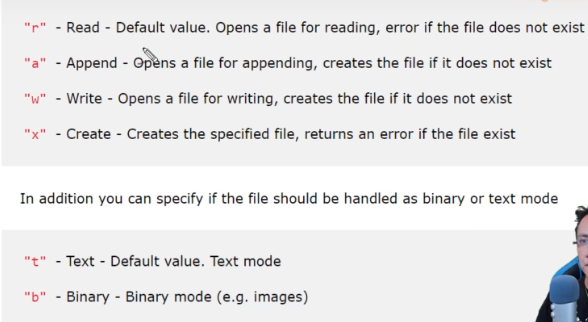 "r" - Read - Default value. Opens a file for reading, error if the file does not exist
"a" - Append - Opens a file for appending, creates the file if it does not exist
"w" - Write - Opens a file for writing, creates the file if it does not exist
"x" - Create - Creates the specified file, returns an error if the file exist
In addition you can specify if the file should be handled as binary or text mode
"t" - Text - Default value. Text mode
"b" - Binary - Binary mode (e.g. images)